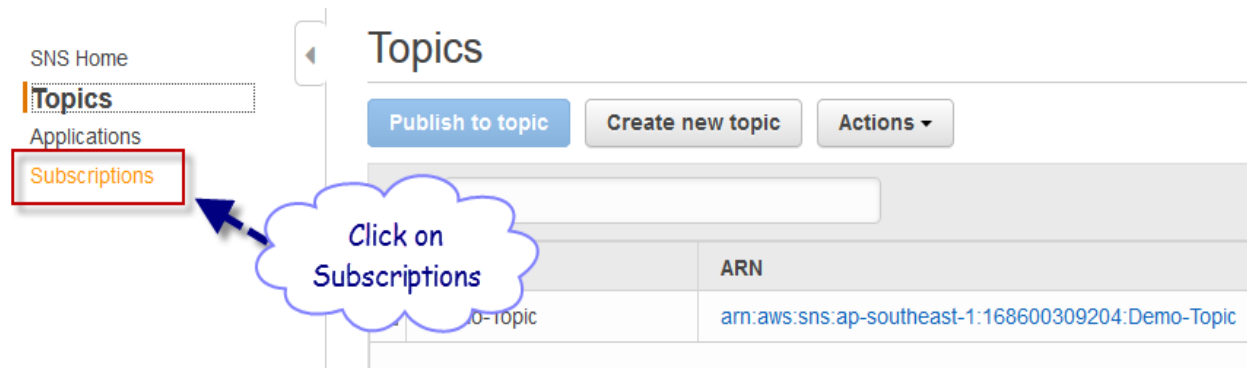 SNS Home
Topics
Applications
Subscriptions
Topics
Publish to topic
Create new topic
Actions
Click on
Subscriptions
ARN
arn:aws:sns:ap-southeast-1:168600309204:Demo-Topic